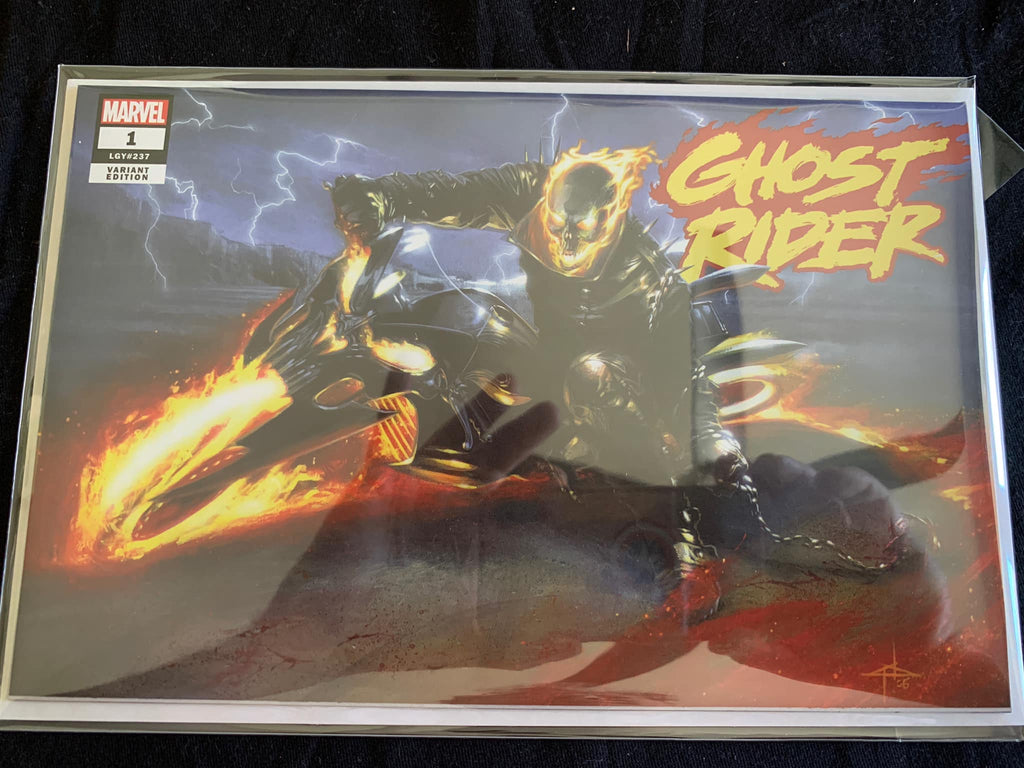 MARVEL
1
LGY#237
VARIANT
EDITION
GHOST
RIDER